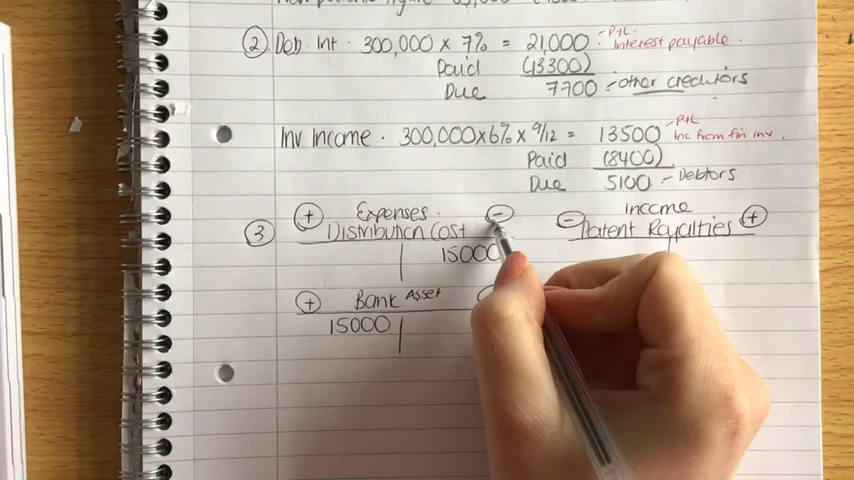 ② Deb Int. 300,000 x 7% = 21,000 - P+L interest payable.
Paid (13300)
Due 7700 - other creditors
Inv Income. 300,000 x 6% x 9/12 = 13500 - P+L Inc from fin inv.
Paid (8400)
Due 5100 - Debtors
③ + Expenses. - - Income +
Distribution Cost Patent Royalties
15000
+ Bank Asset
15000